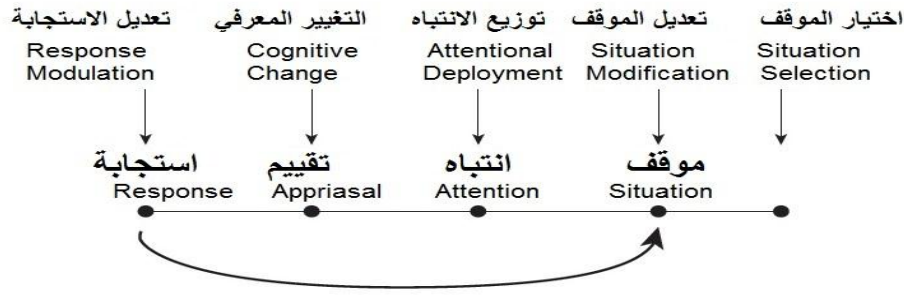 اختيار الموقف
Situation
Selection
تعديل الموقف
Situation
Modification
توزيع الانتباه
Attentional
Deployment
التغيير المعرفي
Cognitive
Change
تعديل الاستجابة
Response
Modulation
موقف
Situation
انتباه
Attention
تقييم
Appriasal
استجابة
Response